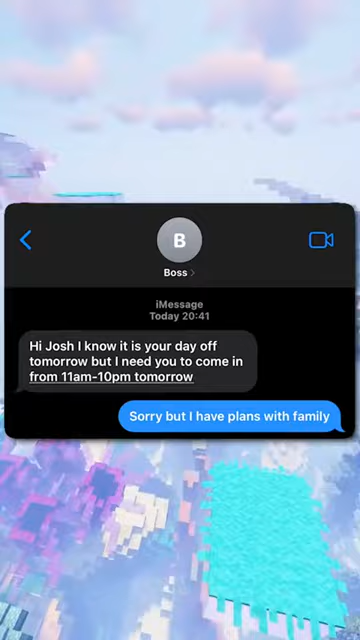 B
Boss
iMessage
Today 20:41
Hi Josh I know it is your day off
tomorrow but I need you to come in
from 11am-10pm tomorrow
Sorry but I have plans with family